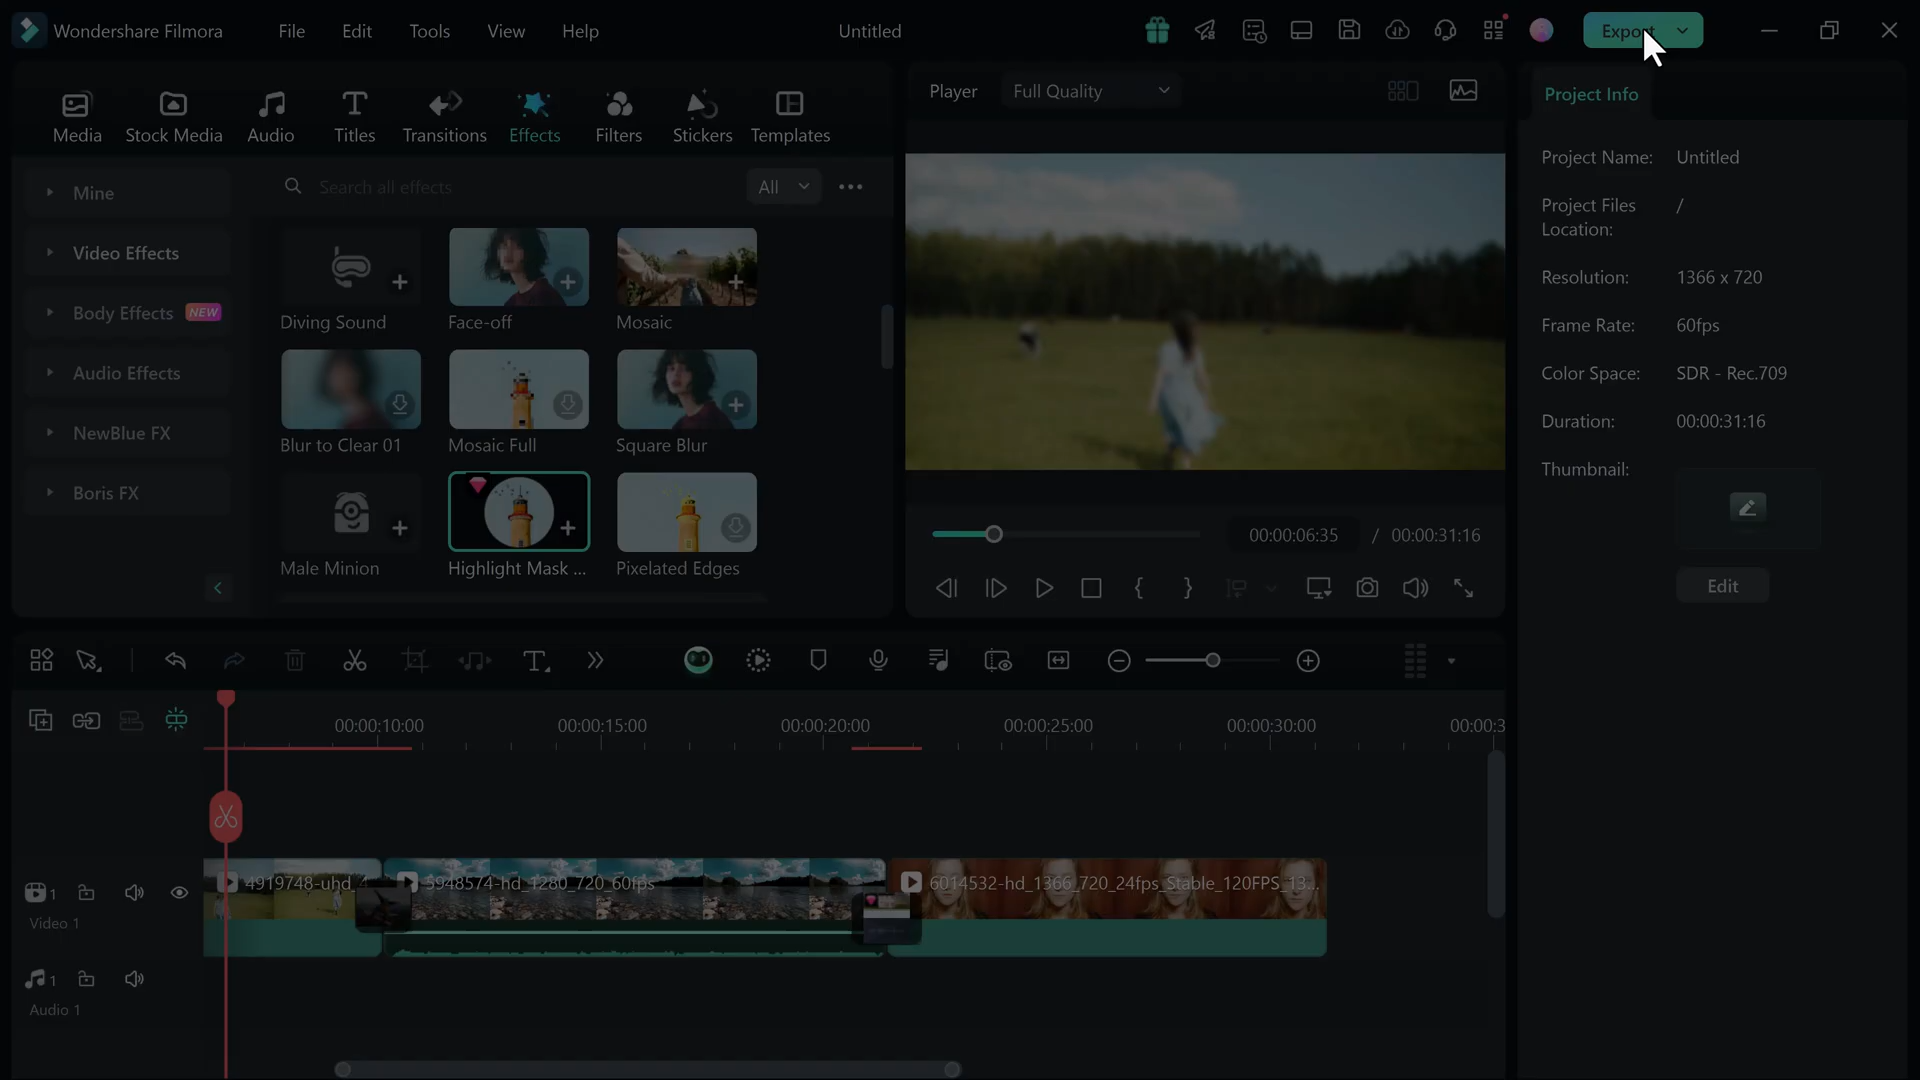 Wondershare Filmora
File
Edit
Tools
View
Help
Untitled
Export
Media
Stock Media
Audio
Titles
Transitions
Effects
Filters
Stickers
Templates
Player
Full Quality
Project Info
Mine
Video Effects
Body Effects NEW
Audio Effects
NewBlue FX
Boris FX
Search all effects
All
Diving Sound
Face-off
Mosaic
Blur to Clear 01
Mosaic Full
Square Blur
Male Minion
Highlight Mask ...
Pixelated Edges
00:00:06:35 / 00:00:31:16
Project Name: Untitled
Project Files Location: /
Resolution: 1366 x 720
Frame Rate: 60fps
Color Space: SDR - Rec.709
Duration: 00:00:31:16
Thumbnail:
Edit
00:00:10:00
00:00:15:00
00:00:20:00
00:00:25:00
00:00:30:00
00:00:3
1
Video 1
4919748-uhd_4
5948574-hd_1280_720_60fps
6014532-hd_1366_720_24fps_Stable_120FPS_13...
1
Audio 1